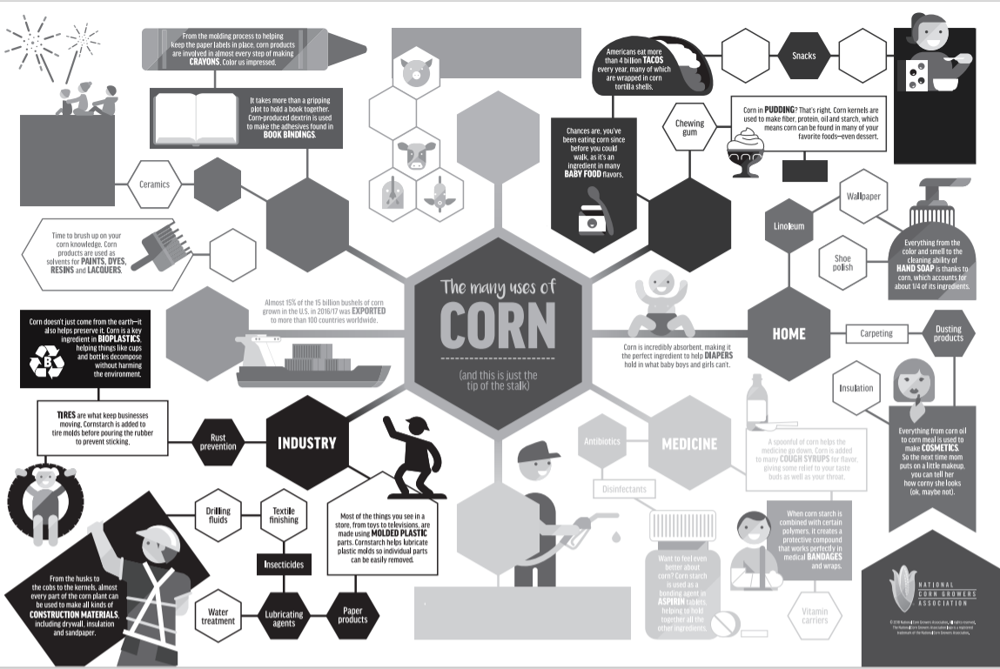 From the molding process to helping
keep the paper labels in place, corn products
are involved in almost every step of making
CRAYONS. Color us impressed.
It takes more than a gripping
plot to hold a book together.
Corn-produced dextrin is used
to make the adhesives found in
BOOK BINDINGS.
Ceramics
Time to brush up on your
corn knowledge. Corn
products are used as
solvents for PAINTS, DYES,
RESINS and LACQUERS.
Americans eat more
than 4 billion TACOS
every year, many of which
are wrapped in corn
tortilla shells.
Snacks
Chances are, you've
been eating corn since
before you could
walk, as it's an
ingredient in many
BABY FOOD flavors.
Chewing
gum
Corn in PUDDING? That's right. Corn kernels are
used to make fiber, protein, oil and starch, which
means corn can be found in many of your
favorite foods—even dessert.
Almost 15% of the 15 billion bushels of corn
grown in the U.S. in 2016/17 was EXPORTED
to more than 100 countries worldwide.
The many uses of
CORN
(and this is just the
tip of the stalk)
Wallpaper
Linoleum
Shoe
polish
Everything from the
color and smell to the
cleaning ability of
HAND SOAP is thanks to
corn, which accounts for
about 1/4 of its ingredients.
HOME
Carpeting
Dusting
products
Insulation
Corn is incredibly absorbent, making it
the perfect ingredient to help DIAPERS
hold in what baby boys and girls can't.
Everything from corn oil
to corn meal is used to
make COSMETICS.
So the next time mom
puts on a little makeup,
you can tell her
how corny she looks
(ok, maybe not).
Corn doesn't just come from the earth—it
also helps preserve it. Corn is a key
ingredient in BIOPLASTICS,
helping things like cups
and bottles decompose
without harming
the environment.
B
TIRES are what keep businesses
moving. Cornstarch is added to
tire molds before pouring the rubber
to prevent sticking.
Rust
prevention
INDUSTRY
Drilling
fluids
Textile
finishing
Insecticides
Water
treatment
Lubricating
agents
Paper
products
Most of the things you see in a
store, from toys to televisions, are
made using MOLDED PLASTIC
parts. Cornstarch helps lubricate
plastic molds so individual parts
can be easily removed.
From the husks to
the cobs to the kernels, almost
every part of the corn plant can
be used to make all kinds of
CONSTRUCTION MATERIALS,
including drywall, insulation
and sandpaper.
Antibiotics
MEDICINE
Disinfectants
A spoonful of corn helps the
medicine go down. Corn is added
to many COUGH SYRUPS for flavor,
giving some relief to your taste
buds as well as your throat.
Want to feel even
better about
corn? Corn starch
is used as a
bonding agent in
ASPIRIN tablets,
helping to hold
together all the
other ingredients.
When corn starch is
combined with certain
polymers, it creates a
protective compound
that works perfectly in
medical BANDAGES
and wraps.
Vitamin
carriers
NATIONAL
CORN GROWERS
ASSOCIATION
National Corn Growers Association. All rights reserved.
The National Corn Growers Association logo is a registered
trademark of the National Corn Growers Association.